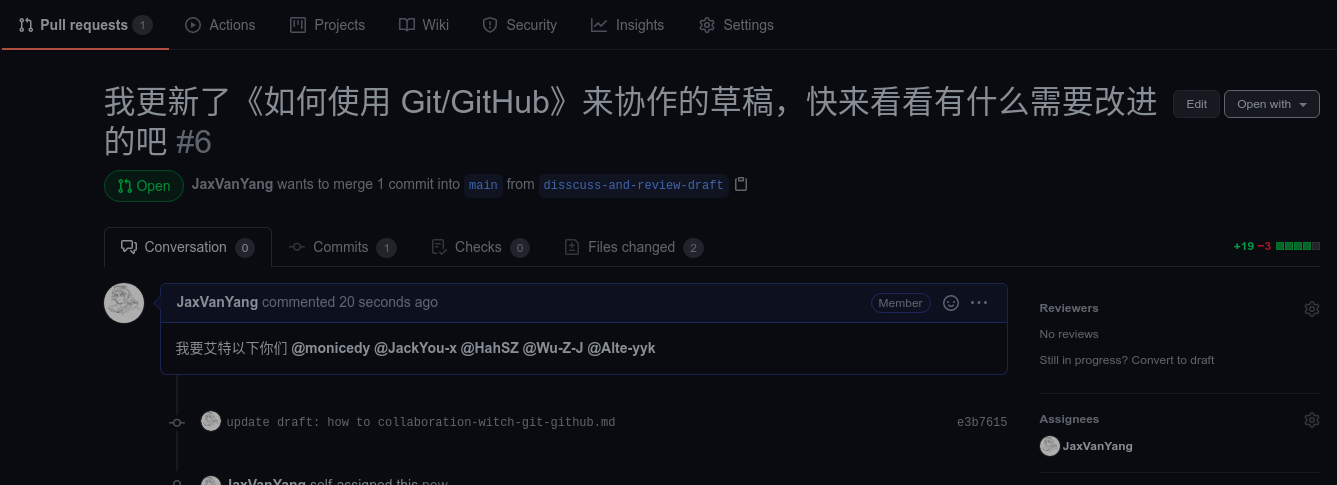 Pull requests 1 Actions Projects Wiki Security Insights Settings
我更新了《如何使用 Git/GitHub》来协作的草稿，快来看看有什么需要改进
的吧 #6
Edit Open with
Open JaxVanYang wants to merge 1 commit into main from disscuss-and-review-draft
Conversation 0 Commits 1 Checks 0 Files changed 2 +19 −3
JaxVanYang commented 20 seconds ago Member
我要艾特以下你们 @monicedy @JackYou-x @HahSZ @Wu-Z-J @Alte-yyk
update draft: how to collaboration-witch-git-github.md e3b7615
JaxVanYang self-assigned this now
Reviewers
No reviews
Still in progress? Convert to draft
Assignees
JaxVanYang